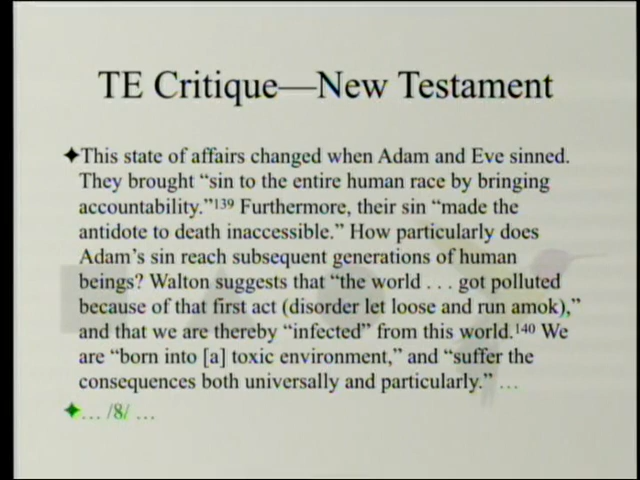 TE Critique—New Testament
✦This state of affairs changed when Adam and Eve sinned.
They brought “sin to the entire human race by bringing
accountability.”¹³⁹ Furthermore, their sin “made the
antidote to death inaccessible.” How particularly does
Adam’s sin reach subsequent generations of human
beings? Walton suggests that “the world . . . got polluted
because of that first act (disorder let loose and run amok),”
and that we are thereby “infected” from this world.¹⁴⁰ We
are “born into [a] toxic environment,” and “suffer the
consequences both universally and particularly.” …
✦… /8/ …